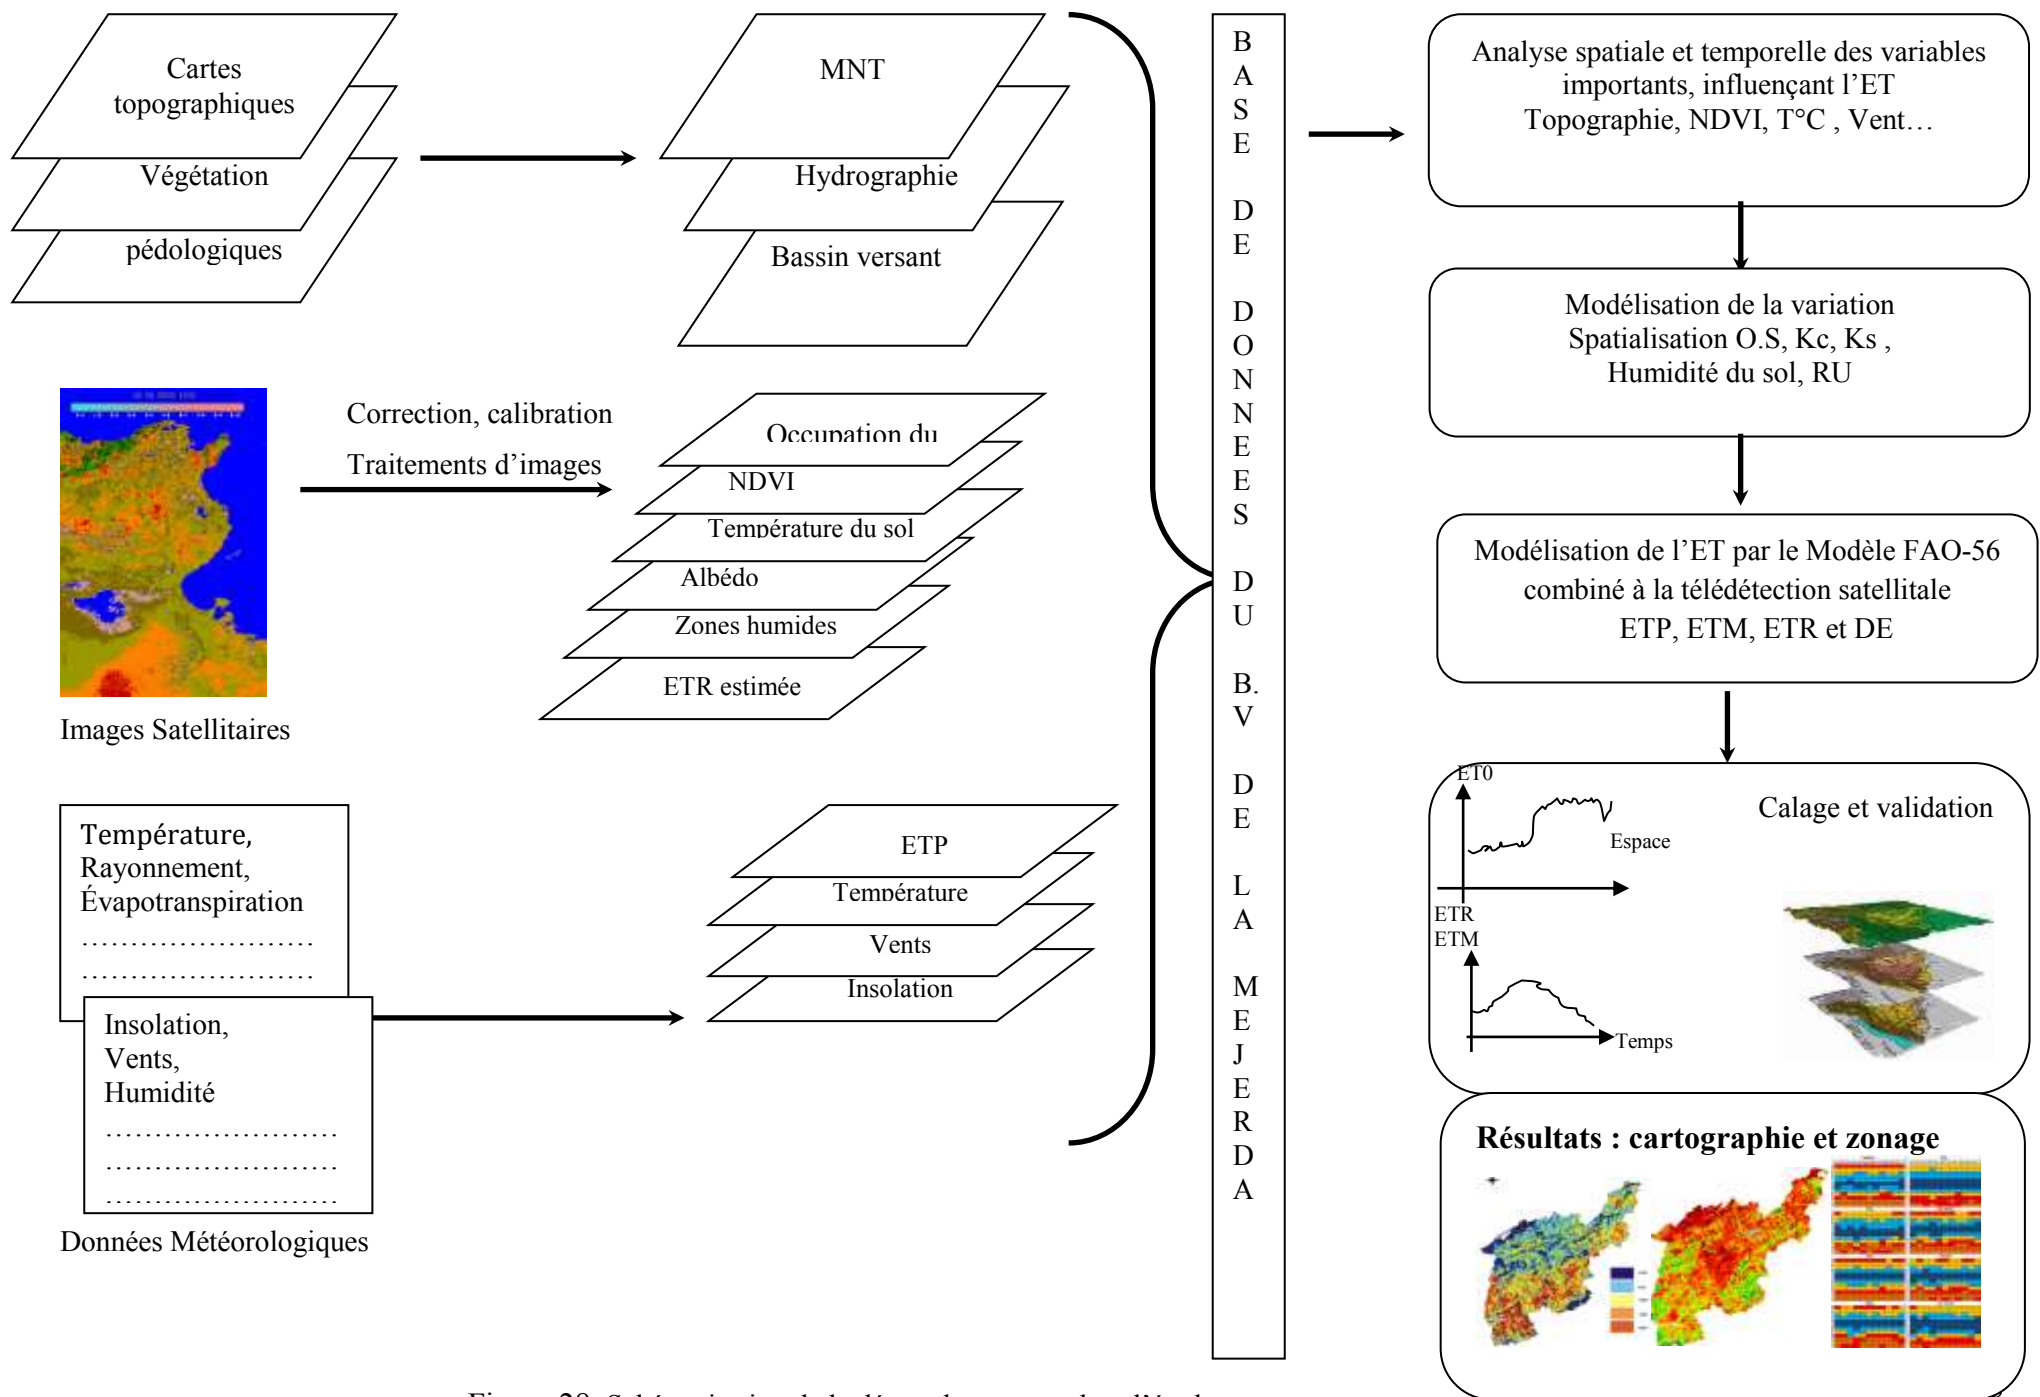 Cartes
topographiques
Végétation
pédologiques
MNT
Hydrographie
Bassin versant
Images Satellitaires
Correction, calibration
Traitements d’images
Occupation du
NDVI
Température du sol
Albédo
Zones humides
ETR estimée
Température,
Rayonnement,
Évapotranspiration
……………………
……………………
Insolation,
Vents,
Humidité
……………………
……………………
……………………
Données Météorologiques
ETP
Température
Vents
Insolation
BASE DE DONNEES DU B.V DE LA MEJERDA
Analyse spatiale et temporelle des variables
importants, influençant l’ET
Topographie, NDVI, T°C , Vent…
Modélisation de la variation
Spatialisation O.S, Kc, Ks ,
Humidité du sol, RU
Modélisation de l’ET par le Modèle FAO-56
combiné à la télédétection satellitale
ETP, ETM, ETR et DE
ET0
Calage et validation
Espace
ETR
ETM
Temps
Résultats : cartographie et zonage